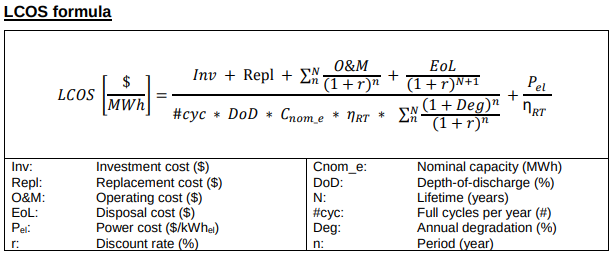 LCOS formula
LCOS [$/MWh] = (Inv + Repl + Σ_n^N O&M/(1 + r)^n + EoL/(1 + r)^(N+1)) / (#cyc * DoD * C_nom_e * η_RT * Σ_n^N (1 + Deg)^n/(1 + r)^n) + P_el/η_RT
Inv: Investment cost ($) Cnom_e: Nominal capacity (MWh)
Repl: Replacement cost ($) DoD: Depth-of-discharge (%)
O&M: Operating cost ($) N: Lifetime (years)
EoL: Disposal cost ($) #cyc: Full cycles per year (#)
P_el: Power cost ($/kWh_el) Deg: Annual degradation (%)
r: Discount rate (%) n: Period (year)